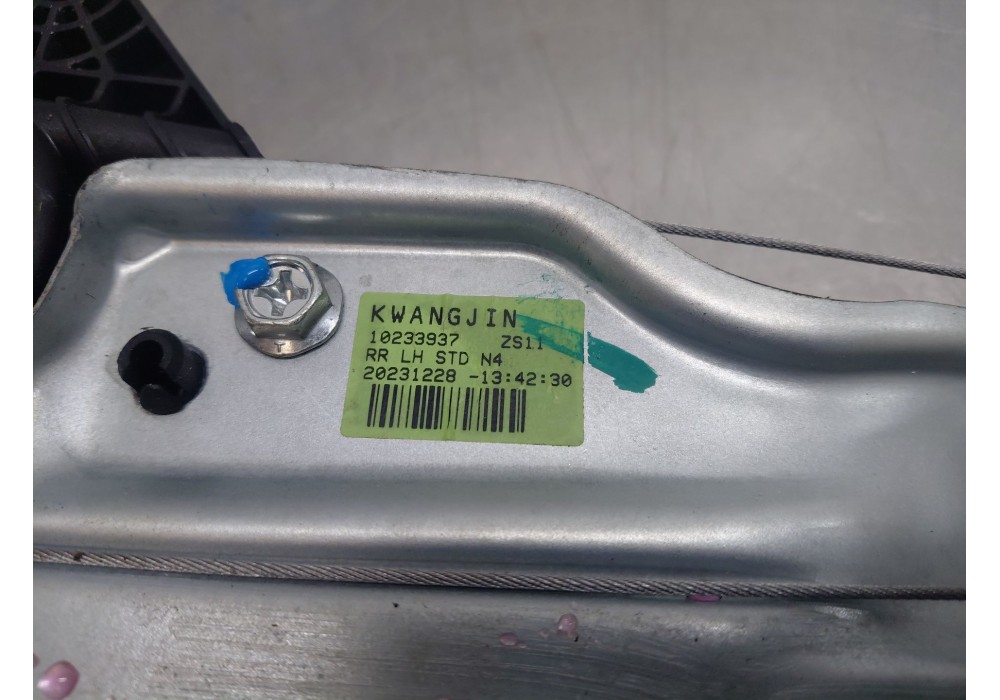 KWANGJIN
10233937 ZS11
RR LH STD N4
20231228 -13:42:30
T